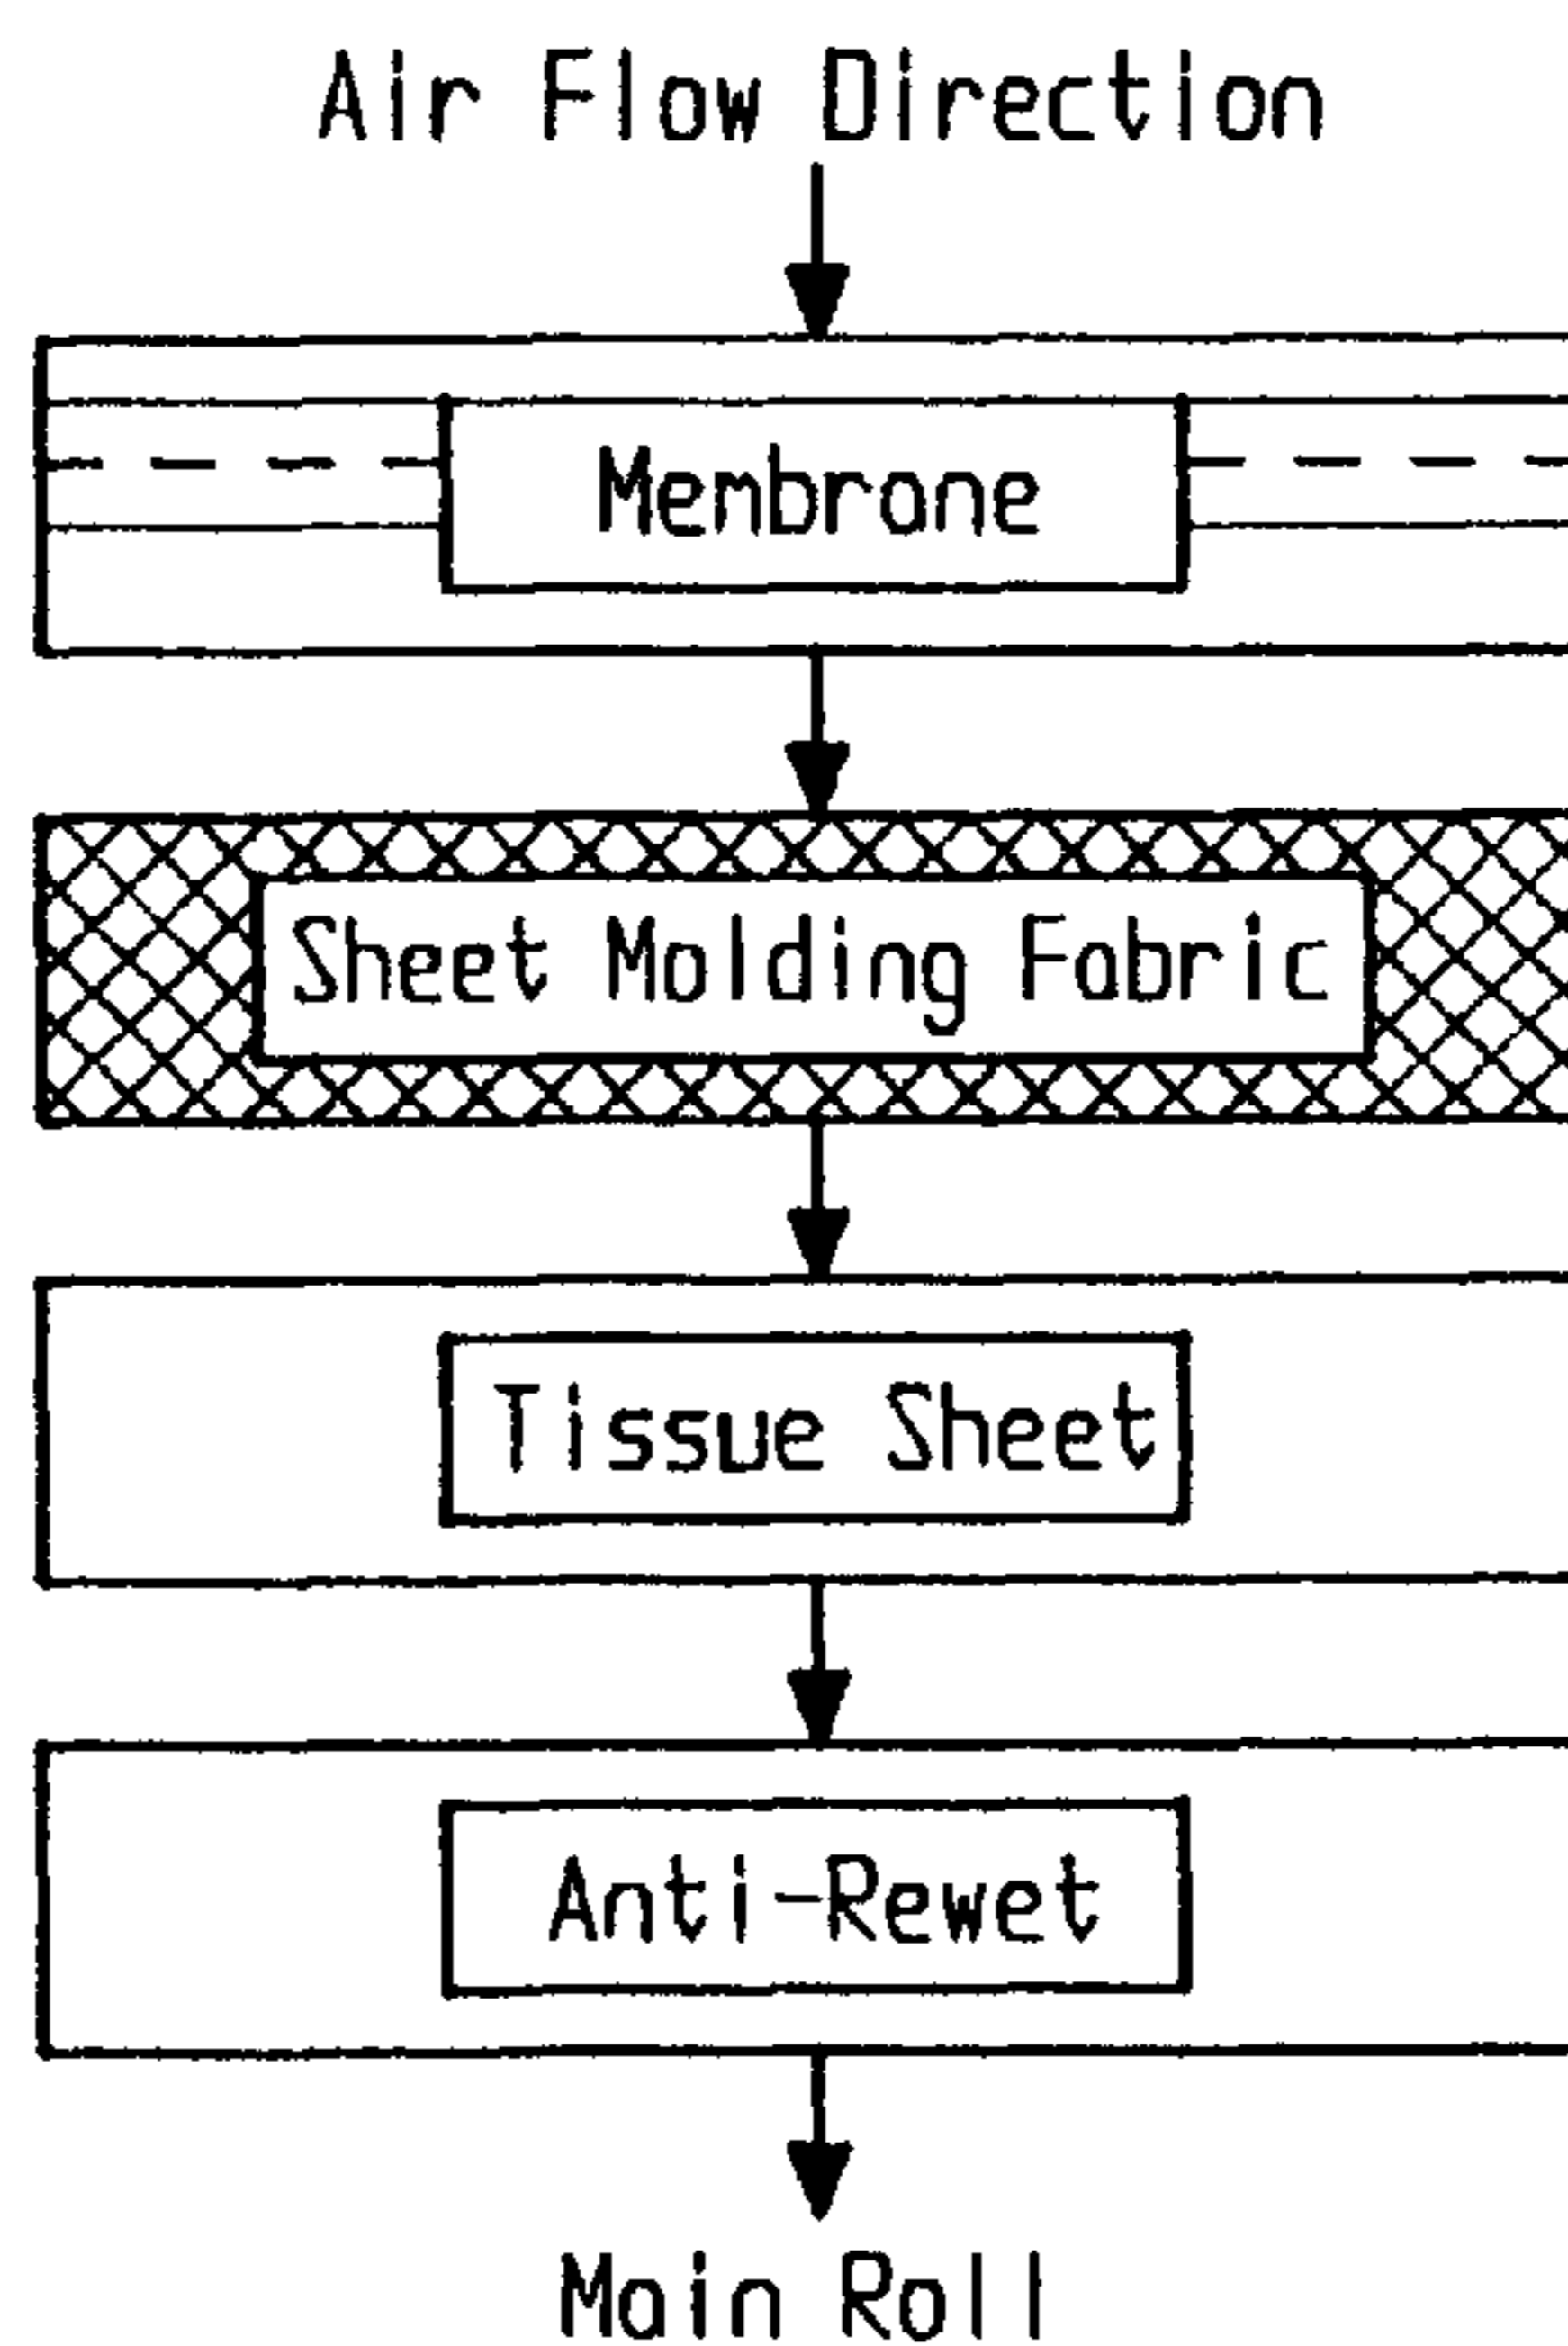 Air Flow Direction
Membrane
Sheet Molding Fabric
Tissue Sheet
Anti-Rewet
Main Roll